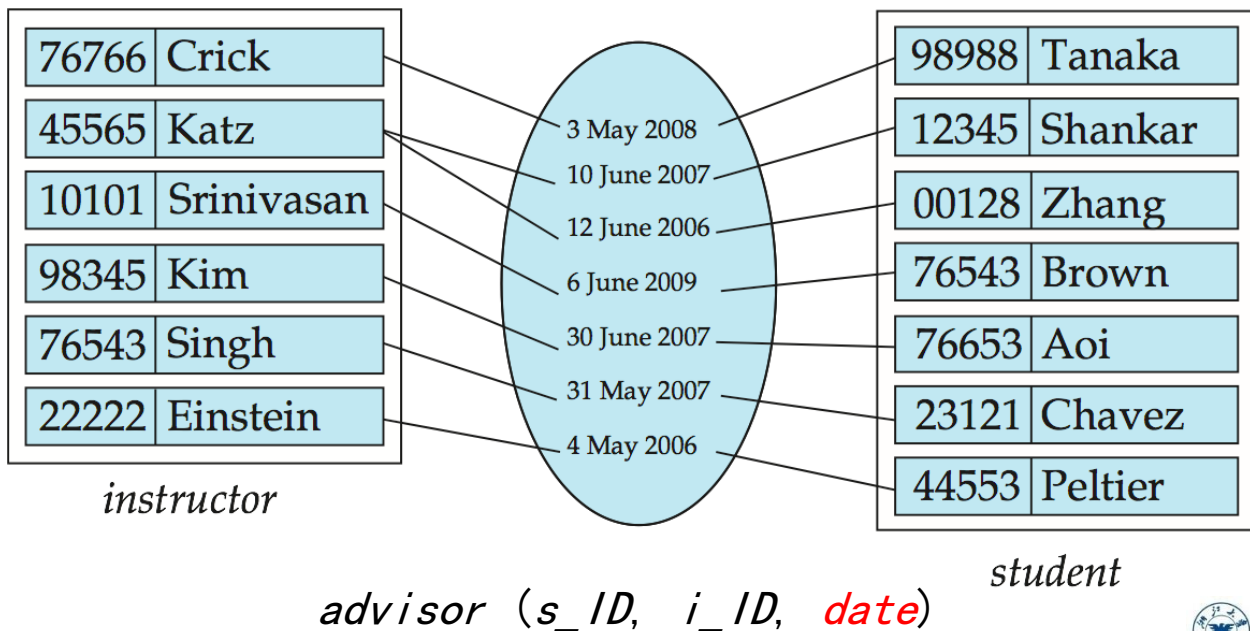 76766 Crick
45565 Katz
10101 Srinivasan
98345 Kim
76543 Singh
22222 Einstein
instructor
3 May 2008
10 June 2007
12 June 2006
6 June 2009
30 June 2007
31 May 2007
4 May 2006
98988 Tanaka
12345 Shankar
00128 Zhang
76543 Brown
76653 Aoi
23121 Chavez
44553 Peltier
student
advisor (s_ID, i_ID, date)